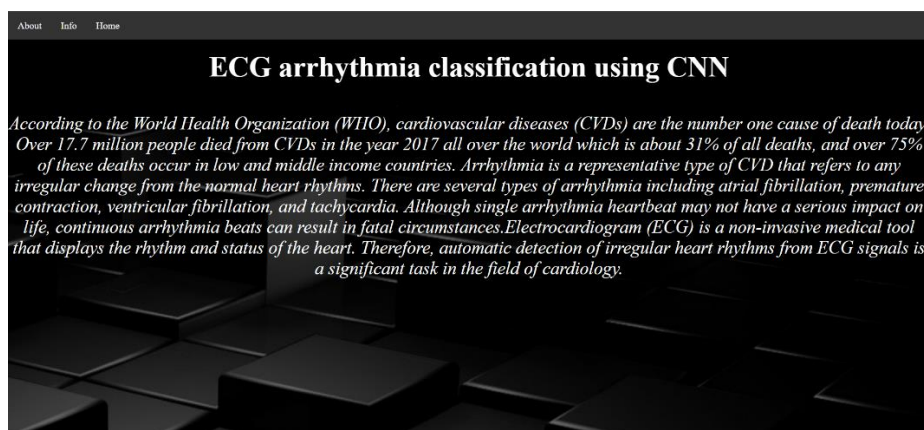 About Info Home
ECG arrhythmia classification using CNN
According to the World Health Organization (WHO), cardiovascular diseases (CVDs) are the number one cause of death today
Over 17.7 million people died from CVDs in the year 2017 all over the world which is about 31% of all deaths, and over 75%
of these deaths occur in low and middle income countries. Arrhythmia is a representative type of CVD that refers to any
irregular change from the normal heart rhythms. There are several types of arrhythmia including atrial fibrillation, premature
contraction, ventricular fibrillation, and tachycardia. Although single arrhythmia heartbeat may not have a serious impact on
life, continuous arrhythmia beats can result in fatal circumstances.Electrocardiogram (ECG) is a non-invasive medical tool
that displays the rhythm and status of the heart. Therefore, automatic detection of irregular heart rhythms from ECG signals is
a significant task in the field of cardiology.